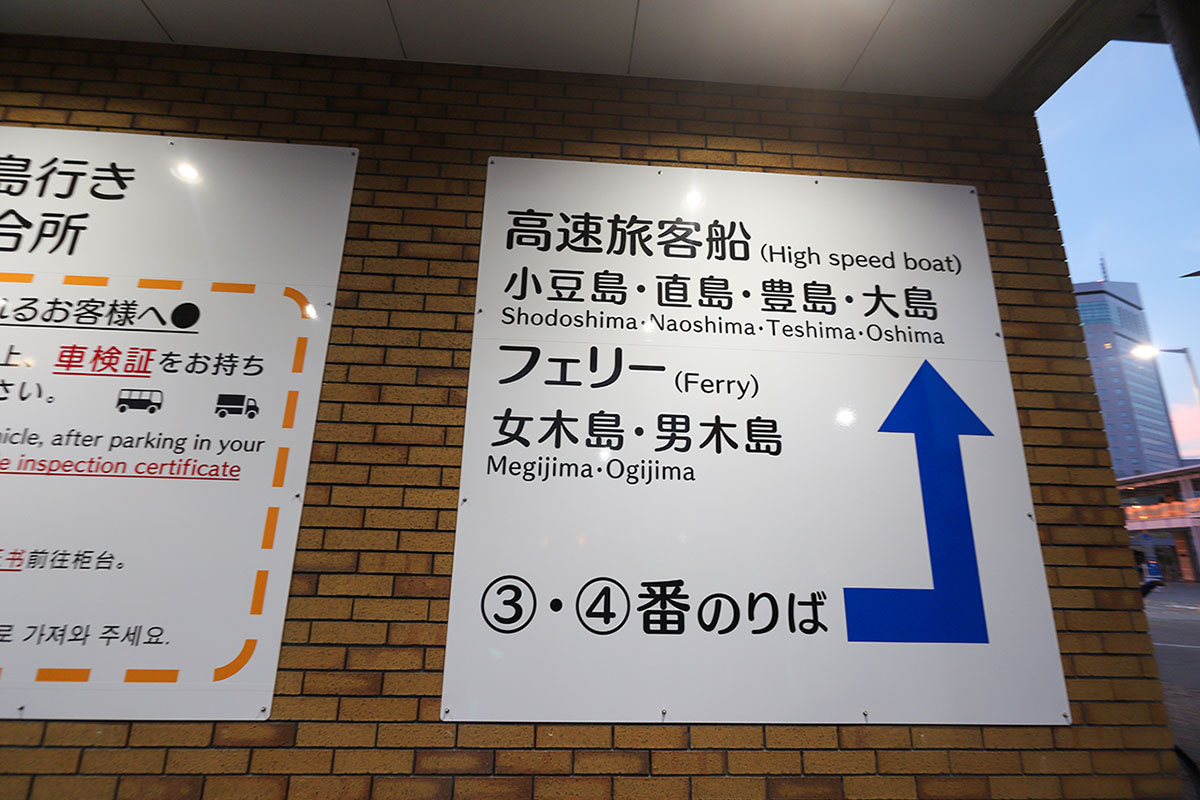 島行き
合所
るお客様へ●
上、車検証をお持ち
さい。
icle, after parking in your
e inspection certificate
书前往柜台。
로 가져와 주세요.
高速旅客船 (High speed boat)
小豆島・直島・豊島・大島
Shodoshima・Naoshima・Teshima・Oshima
フェリー (Ferry)
女木島・男木島
Megijima・Ogijima
③・④番のりば